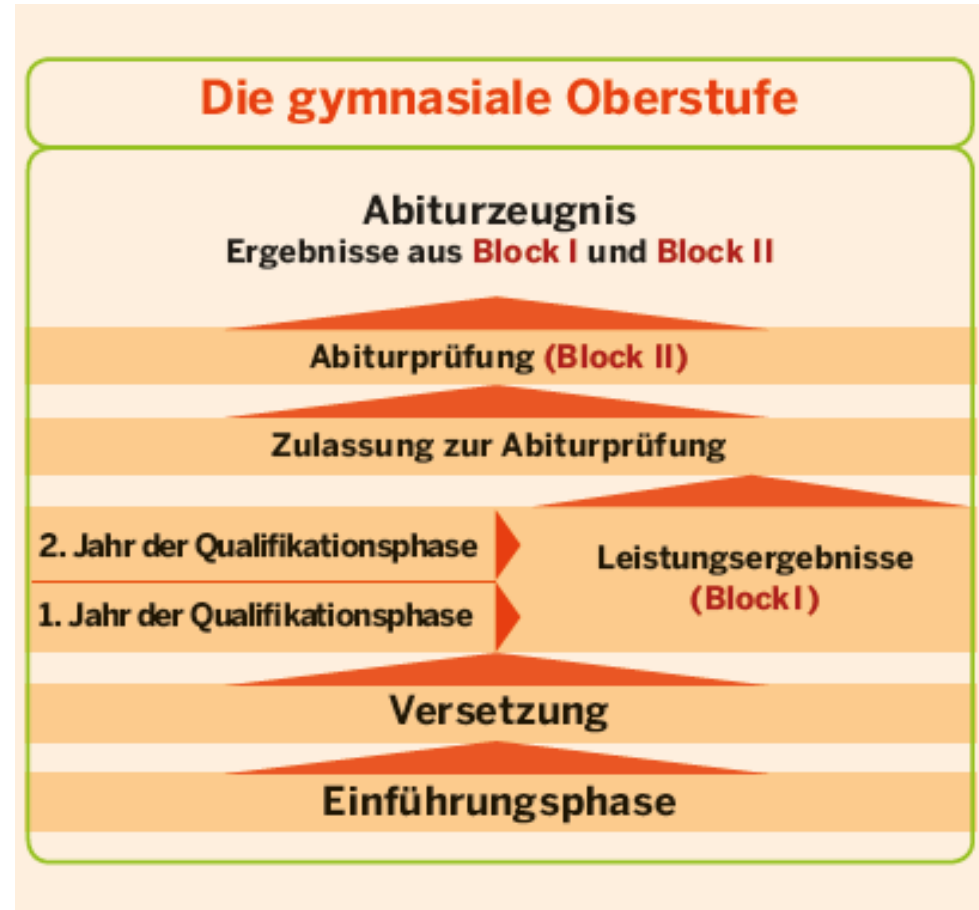 Die gymnasiale Oberstufe
Abiturzeugnis
Ergebnisse aus Block I und Block II
Abiturprüfung (Block II)
Zulassung zur Abiturprüfung
2. Jahr der Qualifikationsphase
1. Jahr der Qualifikationsphase
Leistungsergebnisse
(Block I)
Versetzung
Einführungsphase